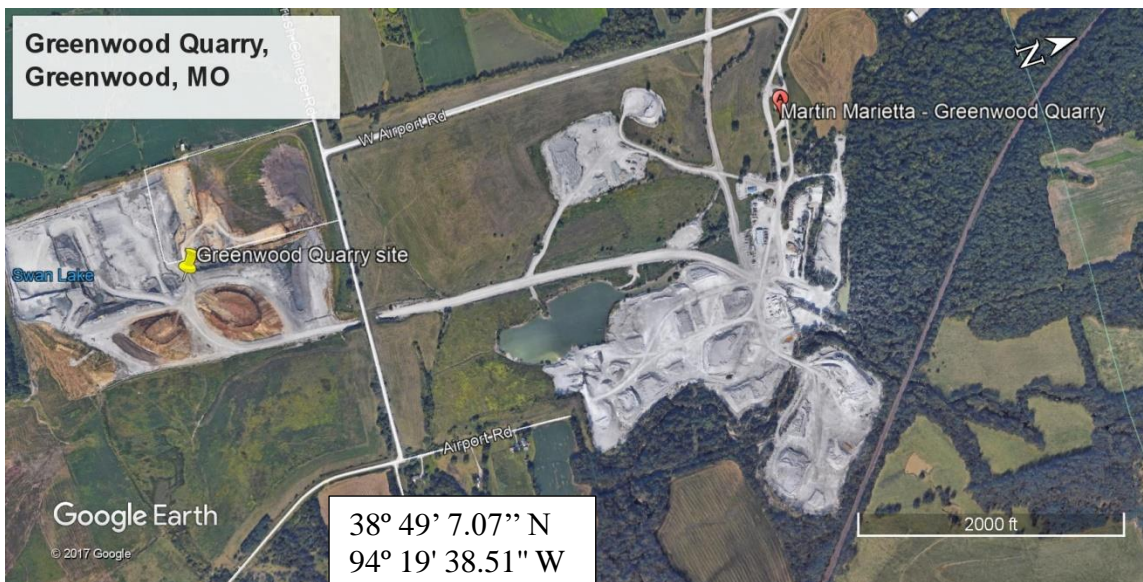 Greenwood Quarry,
Greenwood, MO
N
W Airport Rd
Martin Marietta - Greenwood Quarry
A
Greenwood Quarry site
Swan Lake
Airport Rd
Google Earth
© 2017 Google
38º 49’ 7.07’’ N
94º 19' 38.51" W
2000 ft